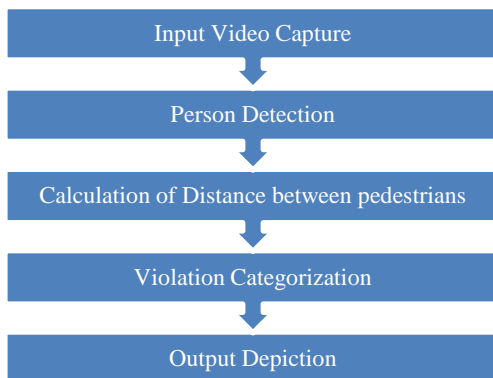 Input Video Capture
Person Detection
Calculation of Distance between pedestrians
Violation Categorization
Output Depiction